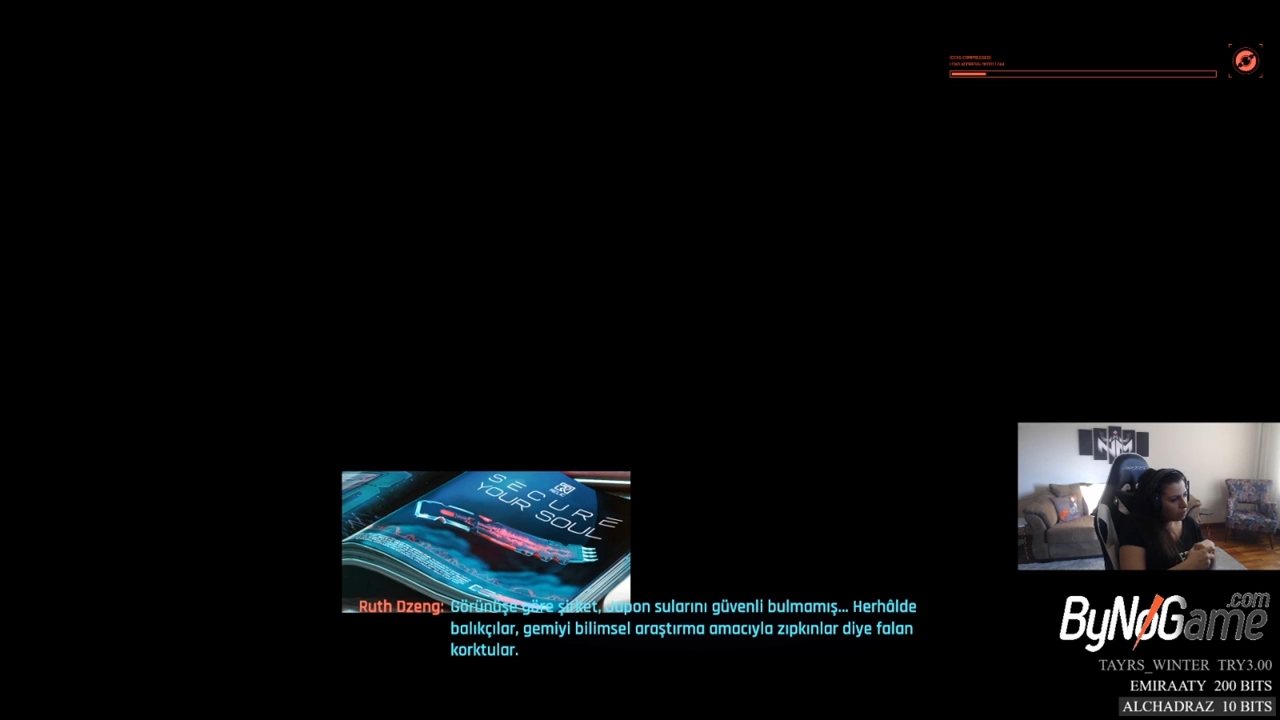 SECURE
YOUR SOUL
Ruth Dzeng: Görünüşe göre şirket, Japon sularını güvenli bulmamış... Herhâlde
balıkçılar, gemiyi bilimsel araştırma amacıyla zıpkınlar diye falan
korktular.
ByNoGame.com
TAYRS_WINTER TRY3.00
EMIRAATY 200 BITS
ALCHADRAZ 10 BITS